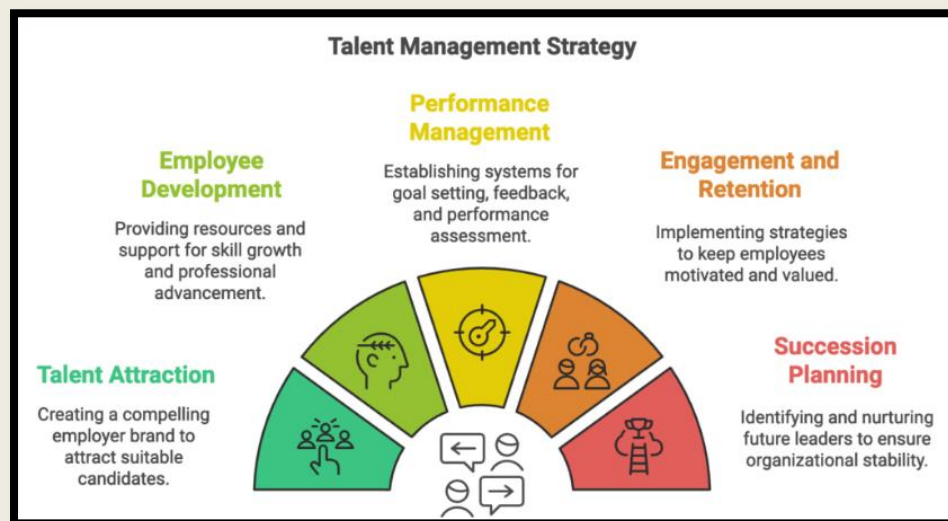 Talent Management Strategy
Talent Attraction
Creating a compelling
employer brand to
attract suitable
candidates.
Employee
Development
Providing resources and
support for skill growth
and professional
advancement.
Performance
Management
Establishing systems for
goal setting, feedback,
and performance
assessment.
Engagement and
Retention
Implementing strategies
to keep employees
motivated and valued.
Succession
Planning
Identifying and nurturing
future leaders to ensure
organizational stability.